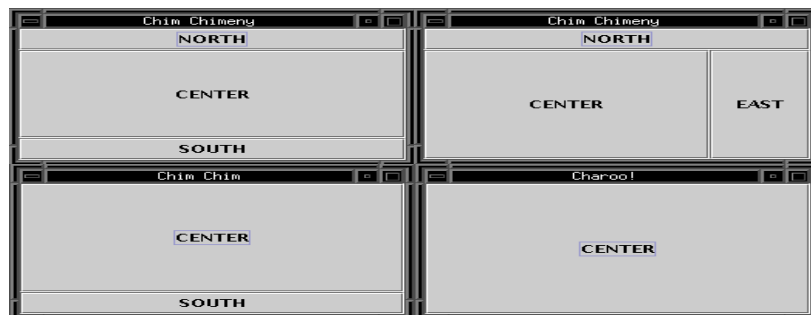 Chim Chimeny
NORTH
CENTER
SOUTH
Chim Chimeny
NORTH
CENTER EAST
Chim Chim
CENTER
SOUTH
Charoo!
CENTER